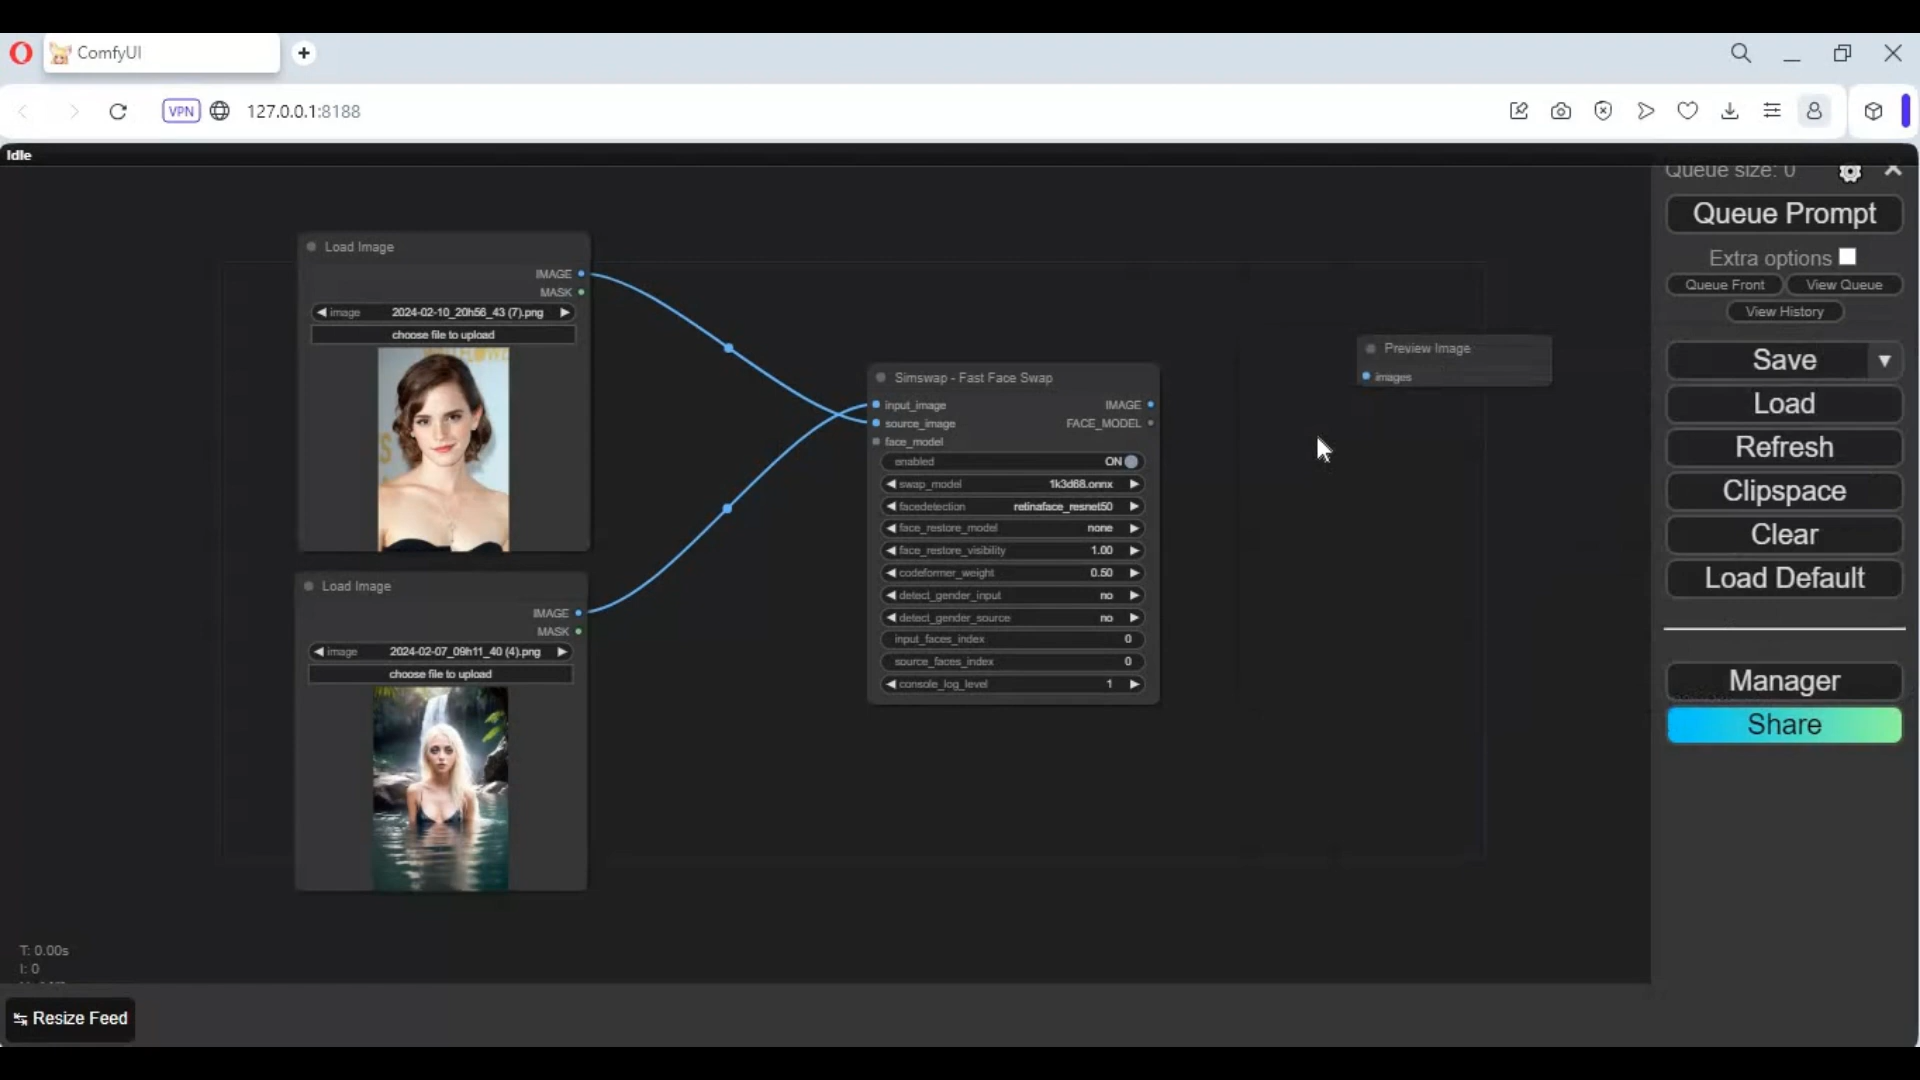 ComfyUI
VPN 127.0.0.1:8188
Idle
Queue size: 0
Queue Prompt
Extra options
Queue Front
View Queue
View History
Save
Load
Refresh
Clipspace
Clear
Load Default
Manager
Share
Load Image
IMAGE
MASK
image 2024-02-10_20h56_43 (7).png
choose file to upload
Load Image
IMAGE
MASK
image 2024-02-07_09h11_40 (4).png
choose file to upload
Simswap - Fast Face Swap
input_image IMAGE
source_image FACE_MODEL
face_model
enabled ON
swap_model 1k3d68.onnx
facedetection retinaface_resnet50
face_restore_model none
face_restore_visibility 1.00
codeformer_weight 0.50
detect_gender_input no
detect_gender_source no
input_faces_index 0
source_faces_index 0
console_log_level 1
Preview Image
images
T: 0.00s
I: 0
Resize Feed